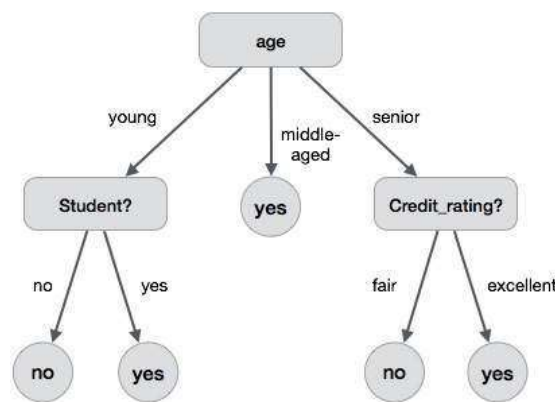 age
young
middle-
aged
senior
Student?
yes
Credit_rating?
no
yes
fair
excellent
no
yes
no
yes